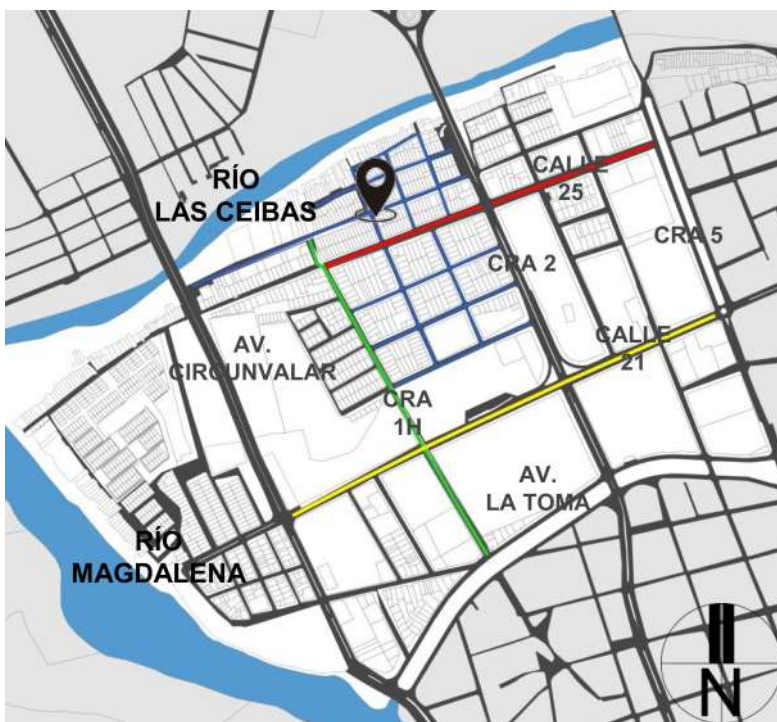 RÍO
LAS CEIBAS
CALLE
25
CRA 5
CRA 2
CALLE
21
AV.
CIRCUNVALAR
CRA
1H
AV.
LA TOMA
RÍO
MAGDALENA
N